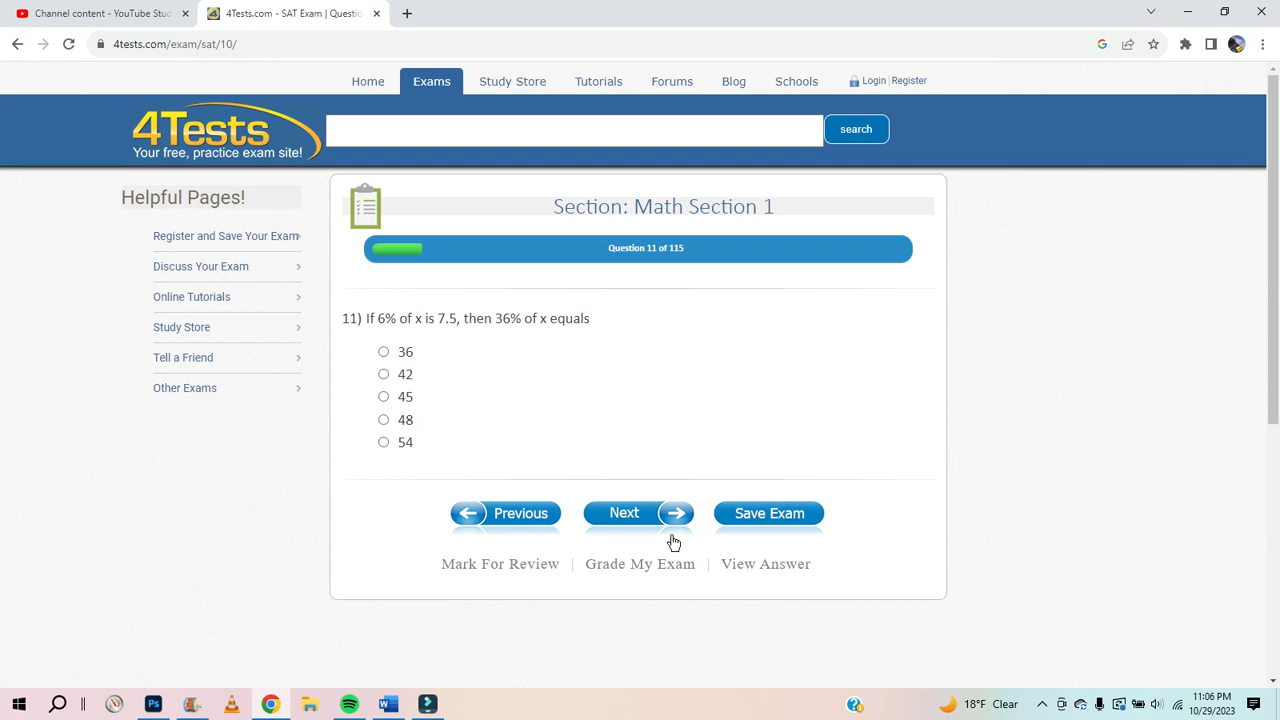 Channel content - YouTube Stud
4Tests.com - SAT Exam | Questic
4tests.com/exam/sat/10/
Home
Exams
Study Store
Tutorials
Forums
Blog
Schools
Login | Register
4Tests
Your free, practice exam site!
search
Helpful Pages!
Register and Save Your Exam
Discuss Your Exam
Online Tutorials
Study Store
Tell a Friend
Other Exams
Section: Math Section 1
Question 11 of 115
11) If 6% of x is 7.5, then 36% of x equals
36
42
45
48
54
Previous
Next
Save Exam
Mark For Review | Grade My Exam | View Answer
18°F Clear
11:06 PM
10/29/2023